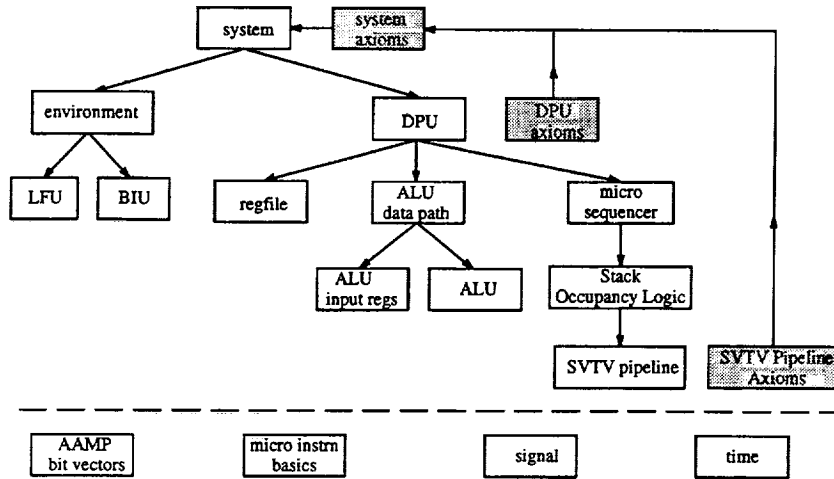 system
system
axioms
environment
DPU
DPU
axioms
LFU
BIU
regfile
ALU
data path
micro
sequencer
ALU
input regs
ALU
Stack
Occupancy Logic
SVTV pipeline
SVTV Pipeline
Axioms
AAMP
bit vectors
micro instrn
basics
signal
time